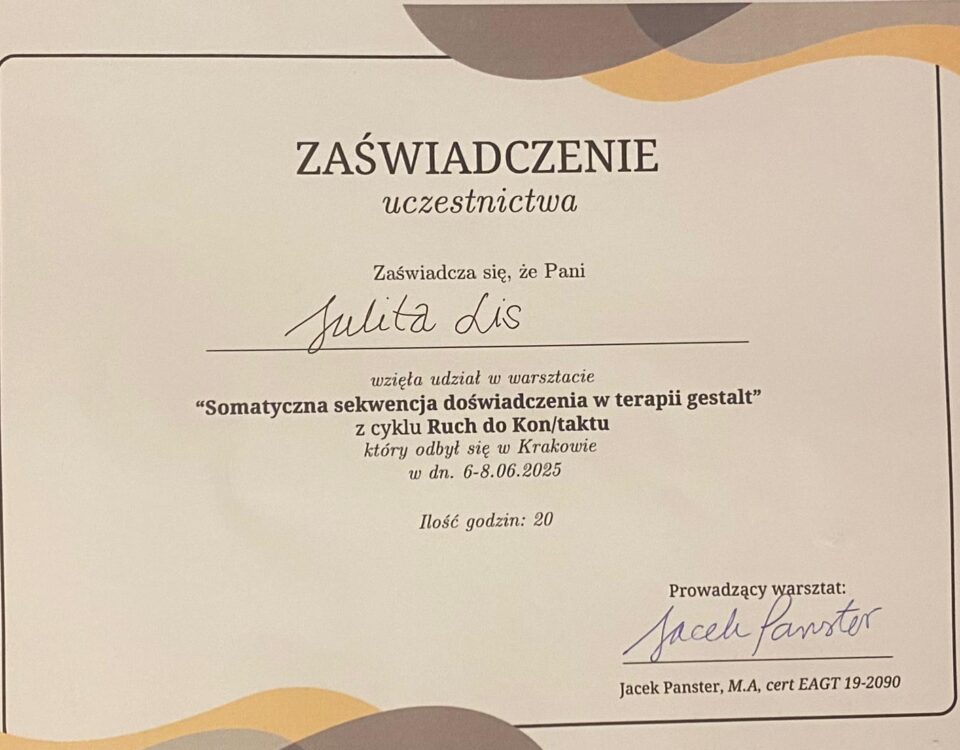 ZAŚWIADCZENIE
uczestnictwa
Zaświadcza się, że Pani
Julita Lis
wzięła udział w warsztacie
“Somatyczna sekwencja doświadczenia w terapii gestalt”
z cyklu Ruch do Kon/taktu
który odbył się w Krakowie
w dn. 6-8.06.2025
Ilość godzin: 20
Prowadzący warsztat:
Jacek Panster
Jacek Panster, M.A, cert EAGT 19-2090